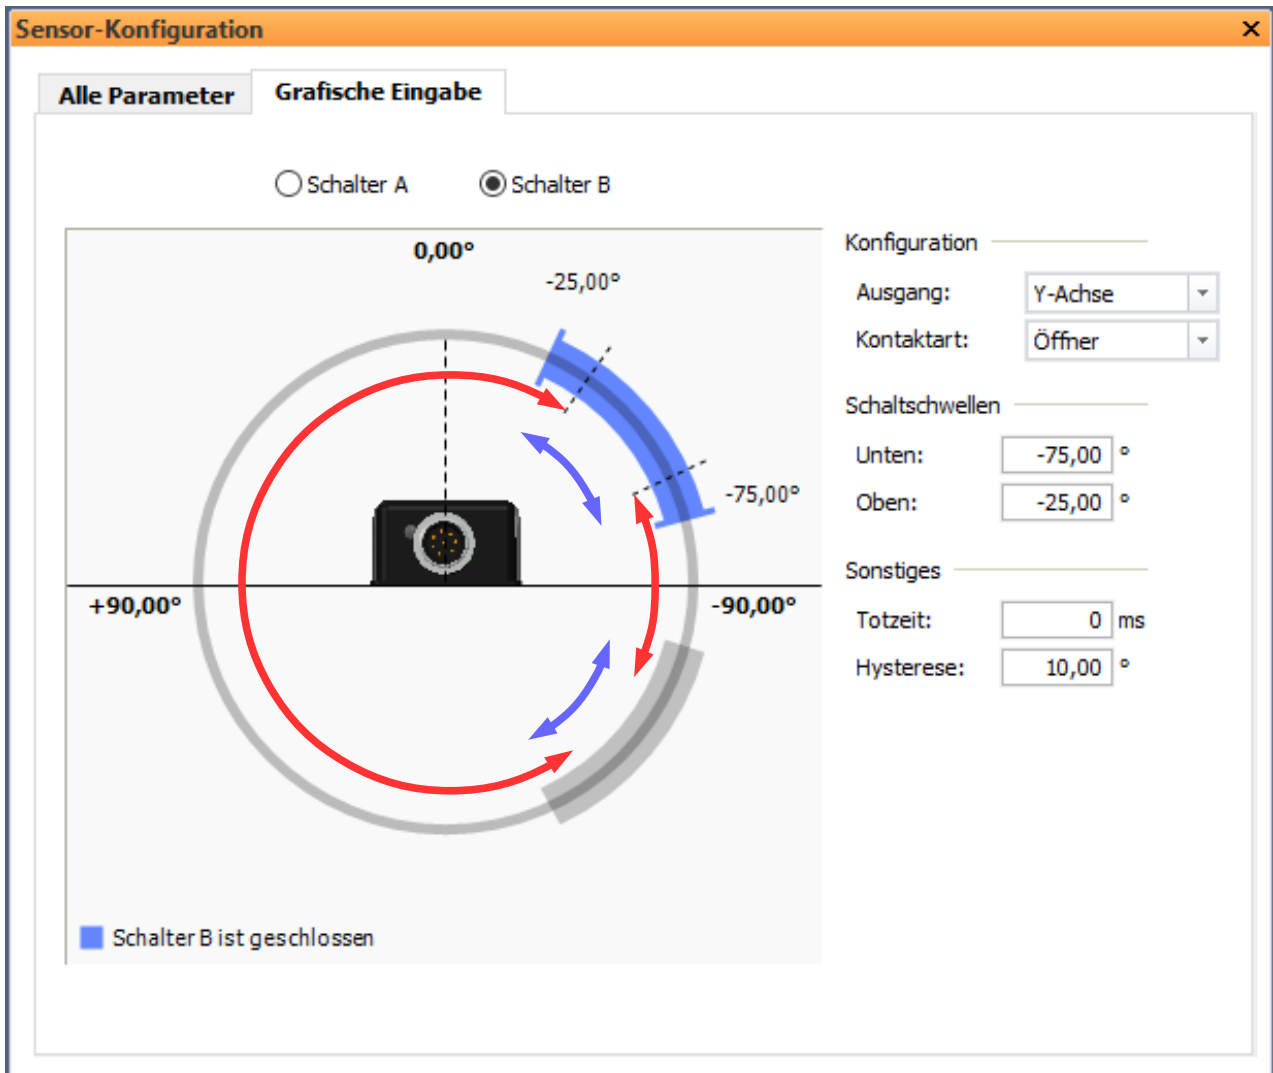 Sensor-Konfiguration
Alle Parameter
Grafische Eingabe
Schalter A
Schalter B
0,00°
-25,00°
-75,00°
+90,00°
-90,00°
Schalter B ist geschlossen
Konfiguration
Ausgang: Y-Achse
Kontaktart: Öffner
Schaltschwellen
Unten: -75,00 °
Oben: -25,00 °
Sonstiges
Totzeit: 0 ms
Hysterese: 10,00 °